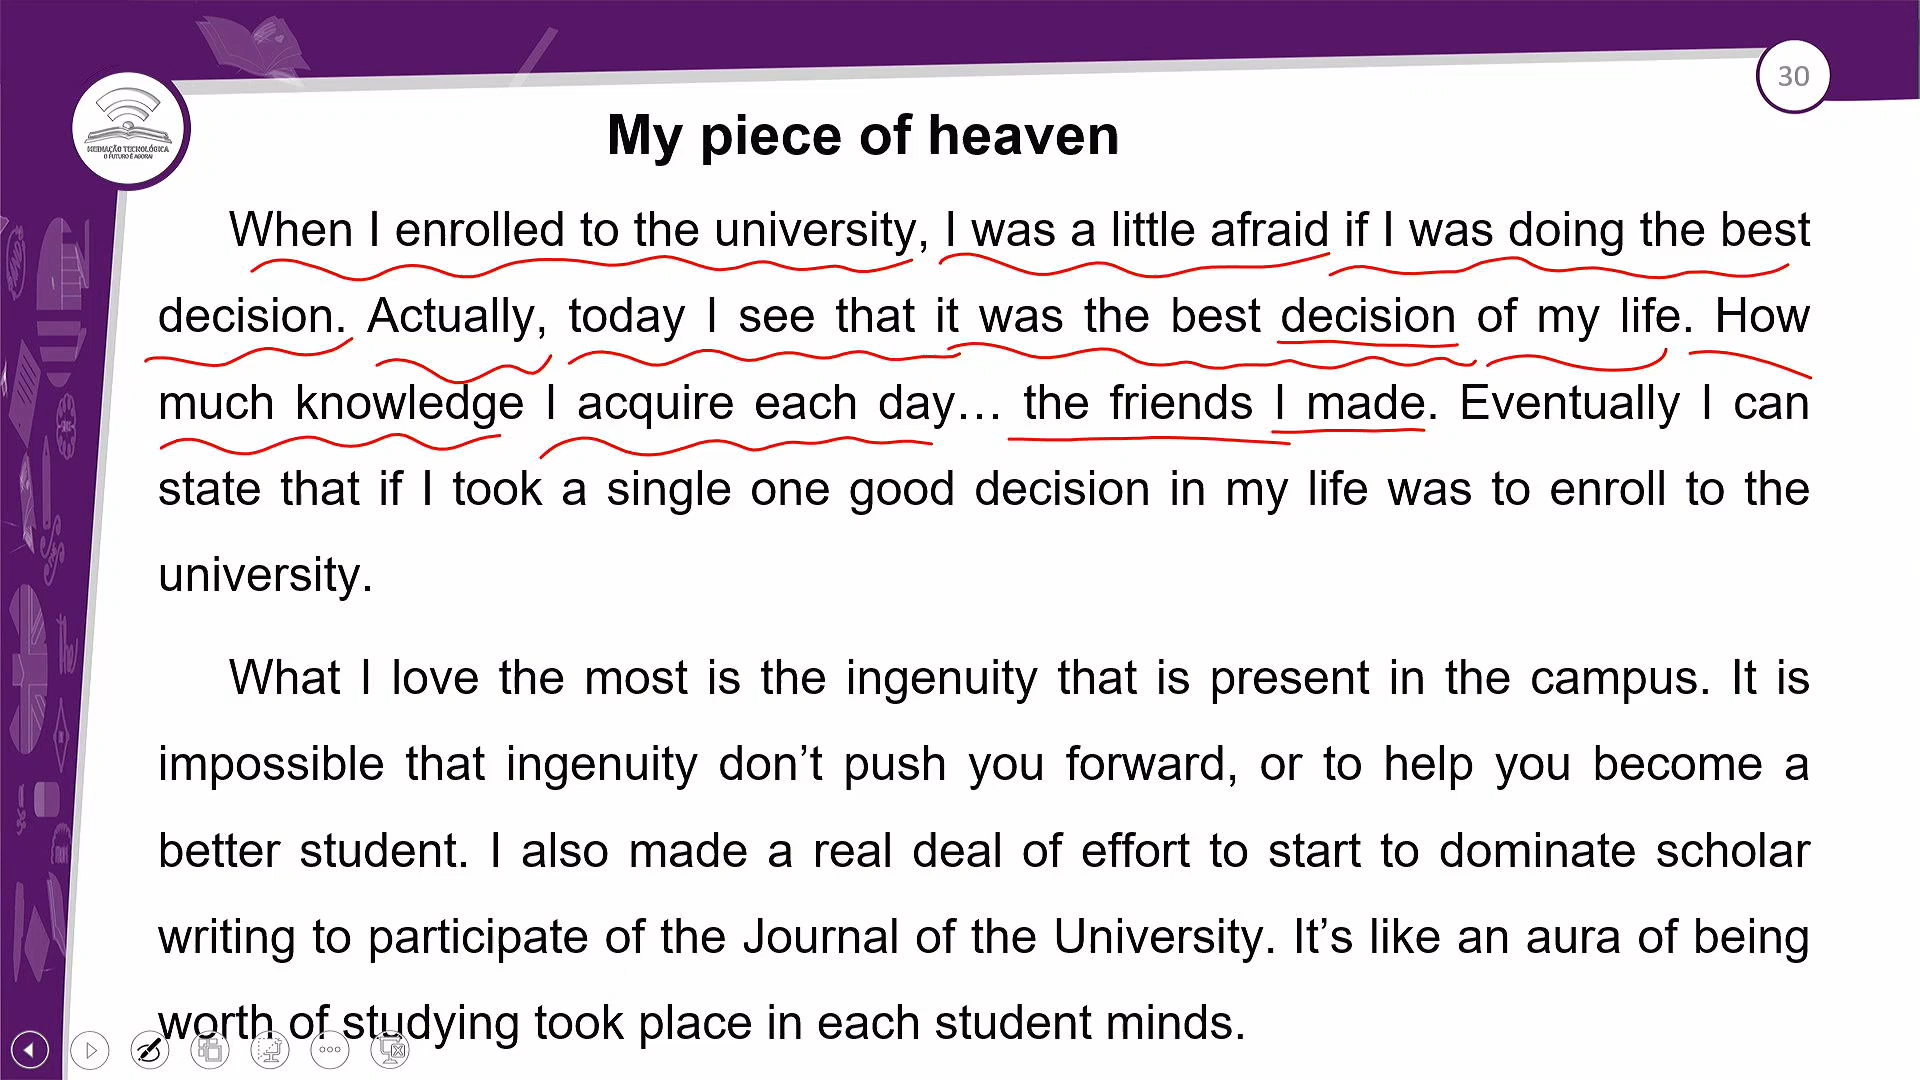 30
MEDIAÇÃO TECNOLÓGICA
O FUTURO É AGORA!
My piece of heaven
When I enrolled to the university, I was a little afraid if I was doing the best
decision. Actually, today I see that it was the best decision of my life. How
much knowledge I acquire each day… the friends I made. Eventually I can
state that if I took a single one good decision in my life was to enroll to the
university.
What I love the most is the ingenuity that is present in the campus. It is
impossible that ingenuity don’t push you forward, or to help you become a
better student. I also made a real deal of effort to start to dominate scholar
writing to participate of the Journal of the University. It’s like an aura of being
worth of studying took place in each student minds.